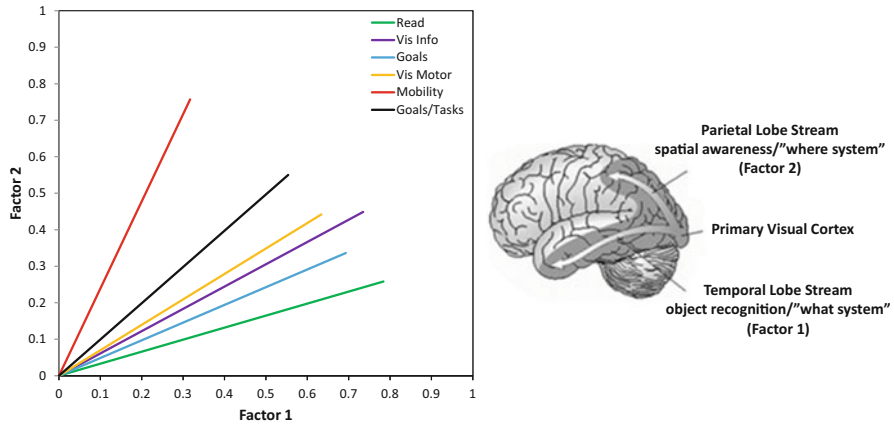 1
0.9
0.8
0.7
0.6
0.5
0.4
0.3
0.2
0.1
0
Factor 2
0 0.1 0.2 0.3 0.4 0.5 0.6 0.7 0.8 0.9 1
Factor 1
Read
Vis Info
Goals
Vis Motor
Mobility
Goals/Tasks
Parietal Lobe Stream
spatial awareness/”where system”
(Factor 2)
Primary Visual Cortex
Temporal Lobe Stream
object recognition/”what system”
(Factor 1)